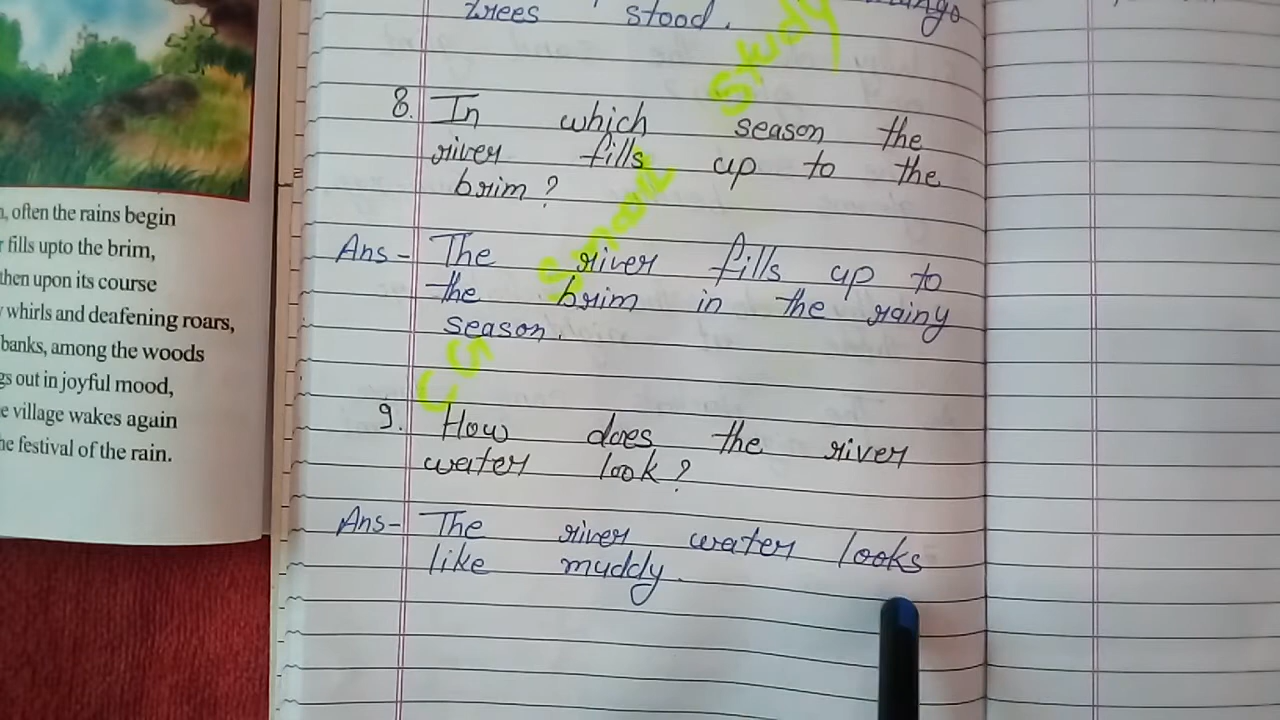 trees stood.
8. In which season the
river fills up to the
brim?
Ans- The river fills up to
the brim in the rainy
season.
9. How does the river
water look?
Ans- The river water looks
like muddy.
CG Smart Study
, often the rains begin
fills upto the brim,
then upon its course
whirls and deafening roars,
banks, among the woods
out in joyful mood,
village wakes again
festival of the rain.